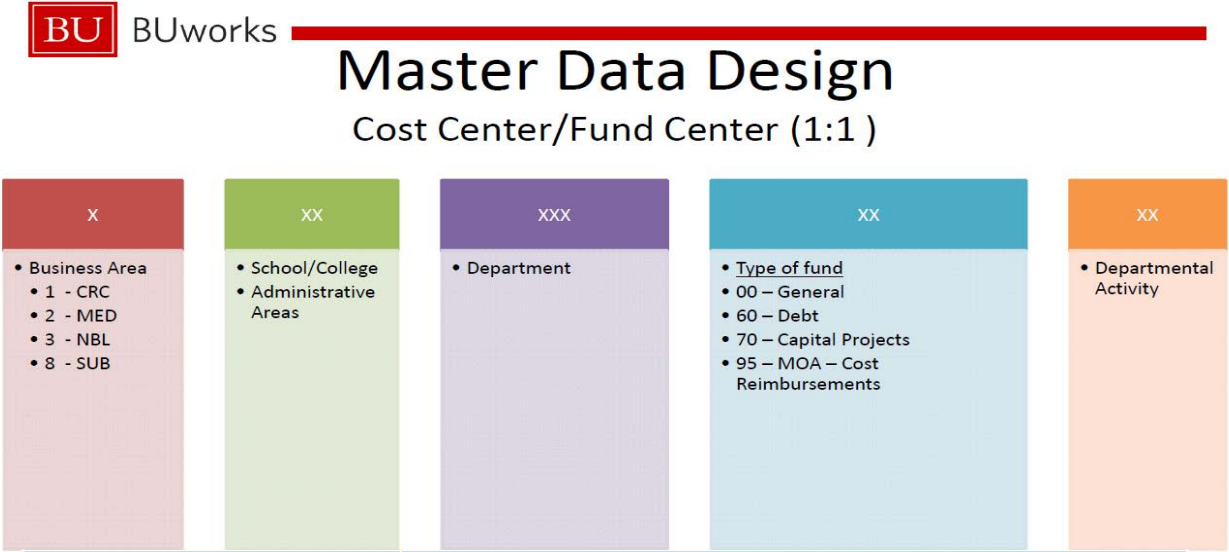 BU BUworks
Master Data Design
Cost Center/Fund Center (1:1 )
X
• Business Area
• 1 - CRC
• 2 - MED
• 3 - NBL
• 8 - SUB
XX
• School/College
• Administrative
Areas
XXX
• Department
XX
• Type of fund
• 00 – General
• 60 – Debt
• 70 – Capital Projects
• 95 – MOA – Cost
Reimbursements
XX
• Departmental
Activity